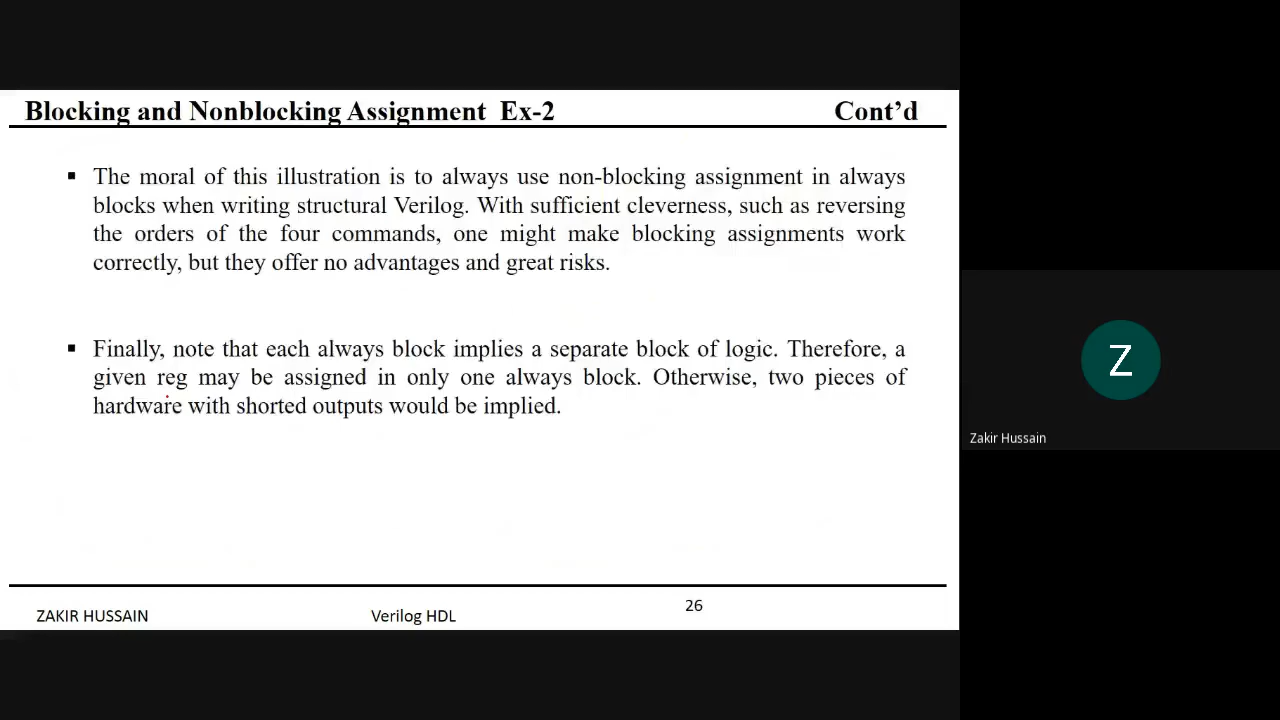 Blocking and Nonblocking Assignment Ex-2 Cont’d
▪ The moral of this illustration is to always use non-blocking assignment in always
blocks when writing structural Verilog. With sufficient cleverness, such as reversing
the orders of the four commands, one might make blocking assignments work
correctly, but they offer no advantages and great risks.
▪ Finally, note that each always block implies a separate block of logic. Therefore, a
given reg may be assigned in only one always block. Otherwise, two pieces of
hardware with shorted outputs would be implied.
ZAKIR HUSSAIN Verilog HDL 26
Z
Zakir Hussain